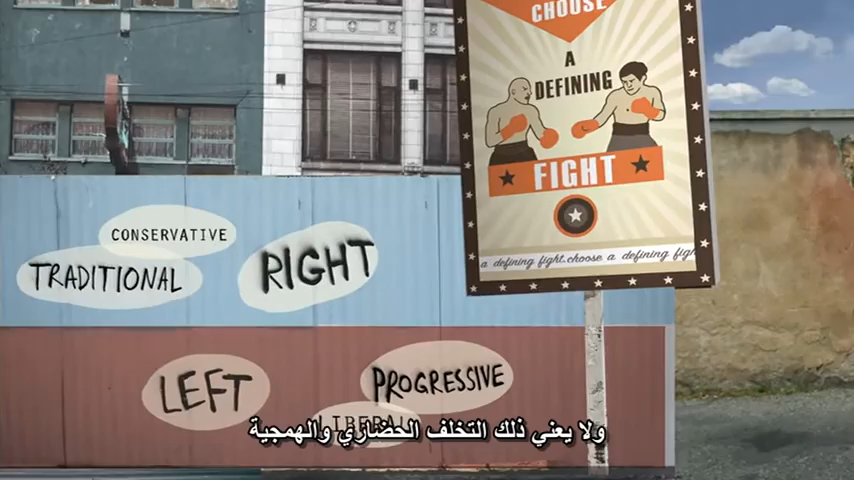 CHOOSE
A
DEFINING
FIGHT
a defining fight.choose a defining figh
CONSERVATIVE
TRADITIONAL
RIGHT
LEFT
PROGRESSIVE
LIBERAL
ولا يعني ذلك التخلف الحضاري والهمجية